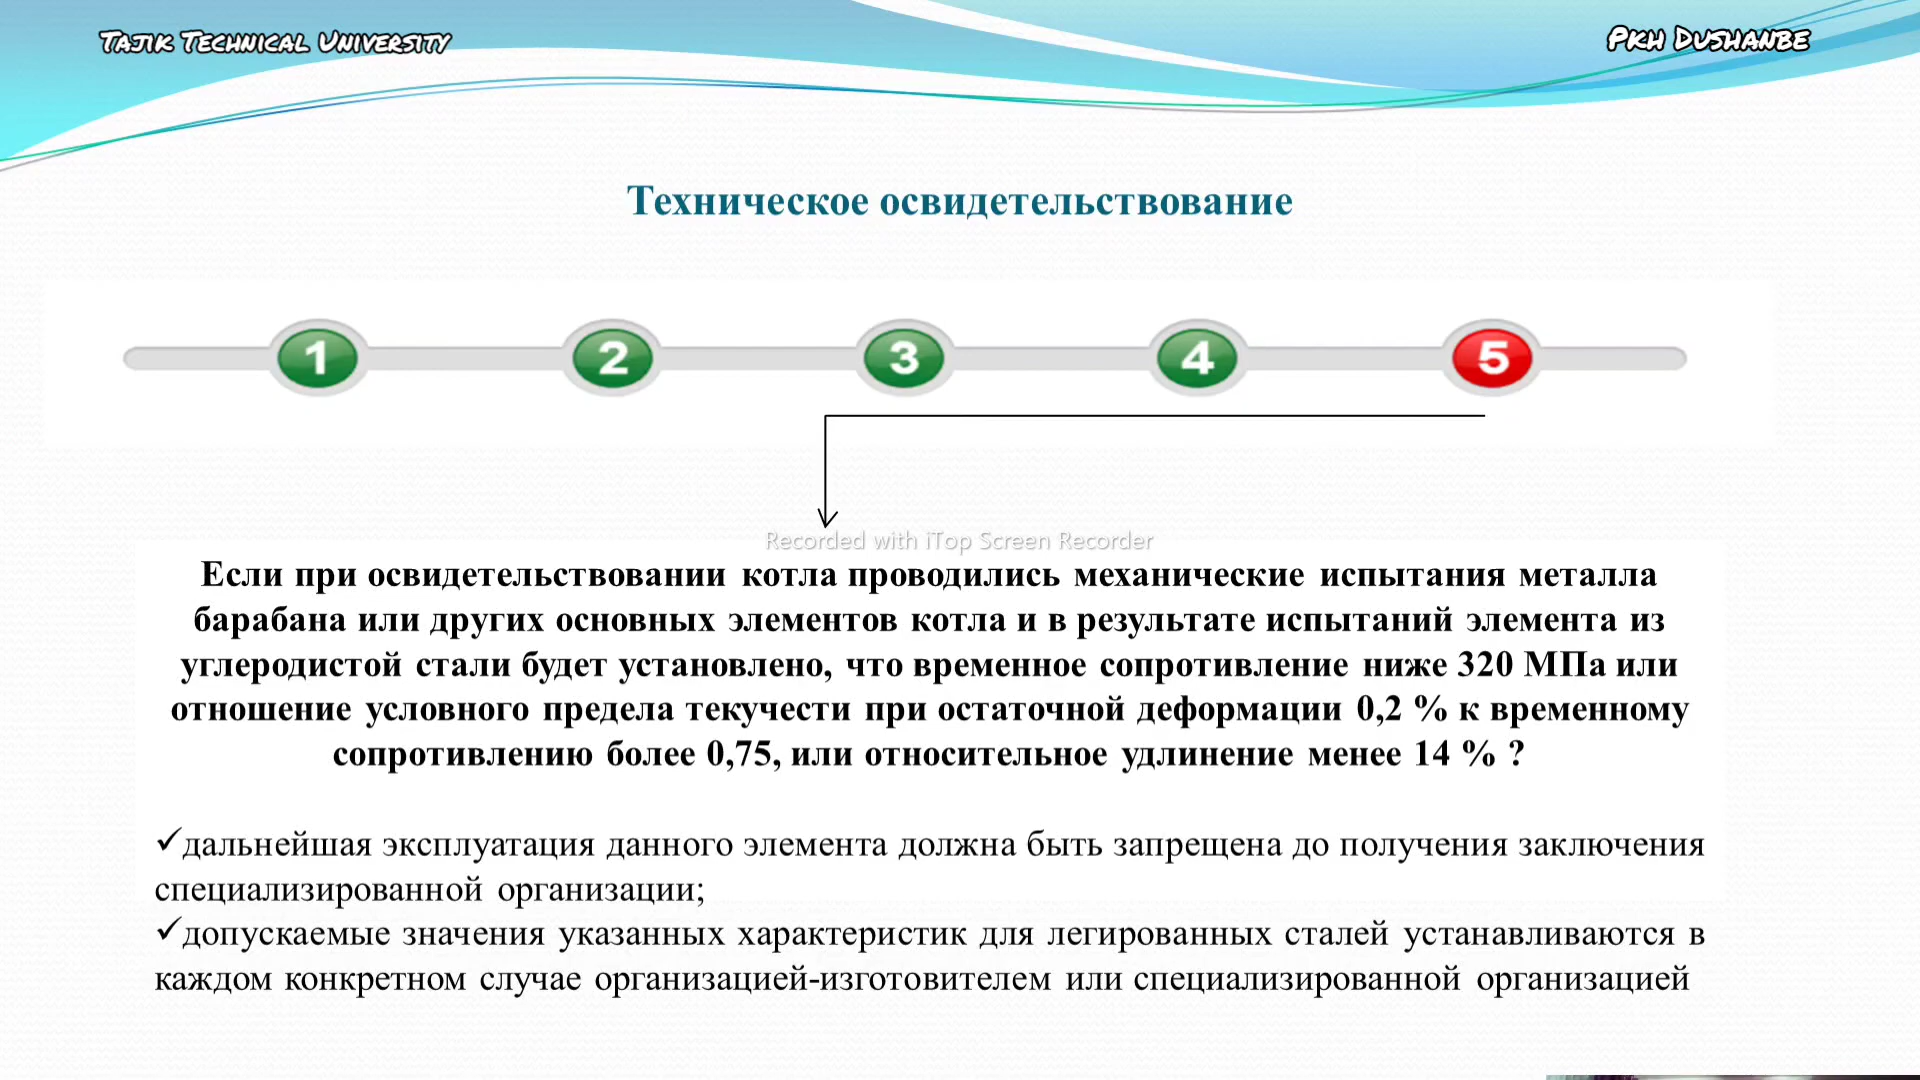 Tajik Technical University
Pkh Dushanbe
Техническое освидетельствование
1 2 3 4 5
Recorded with iTop Screen Recorder
Если при освидетельствовании котла проводились механические испытания металла
барабана или других основных элементов котла и в результате испытаний элемента из
углеродистой стали будет установлено, что временное сопротивление ниже 320 МПа или
отношение условного предела текучести при остаточной деформации 0,2 % к временному
сопротивлению более 0,75, или относительное удлинение менее 14 % ?
✓дальнейшая эксплуатация данного элемента должна быть запрещена до получения заключения
специализированной организации;
✓допускаемые значения указанных характеристик для легированных сталей устанавливаются в
каждом конкретном случае организацией-изготовителем или специализированной организацией